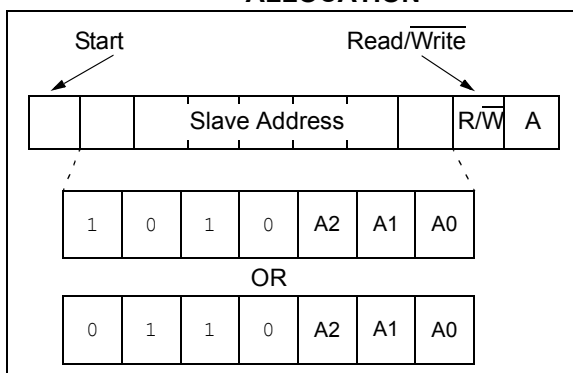 Start Read/Write
Slave Address R/W A
1 0 1 0 A2 A1 A0
OR
0 1 1 0 A2 A1 A0